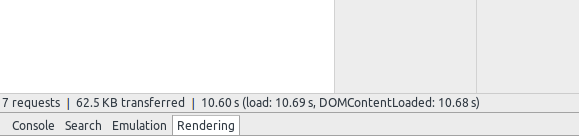 7 requests | 62.5 KB transferred | 10.60 s (load: 10.69 s, DOMContentLoaded: 10.68 s)
Console Search Emulation Rendering